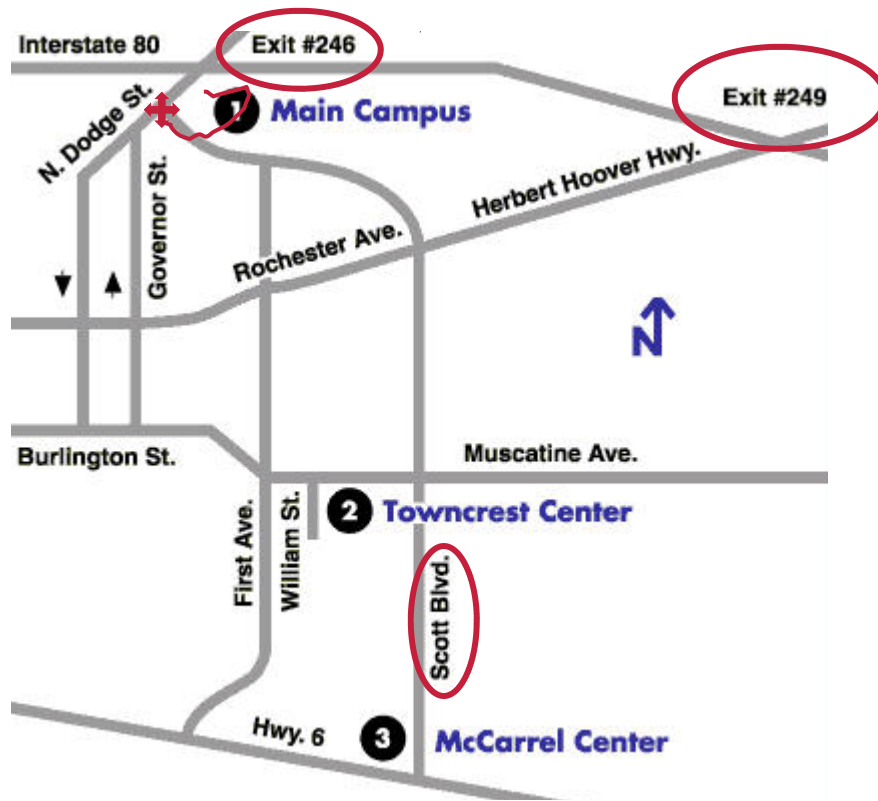 Interstate 80
Exit #246
Exit #249
N. Dodge St.
1 Main Campus
Governor St.
Herbert Hoover Hwy.
Rochester Ave.
N
Burlington St.
Muscatine Ave.
2 Towncrest Center
First Ave.
William St.
Scott Blvd.
Hwy. 6
3 McCarrel Center